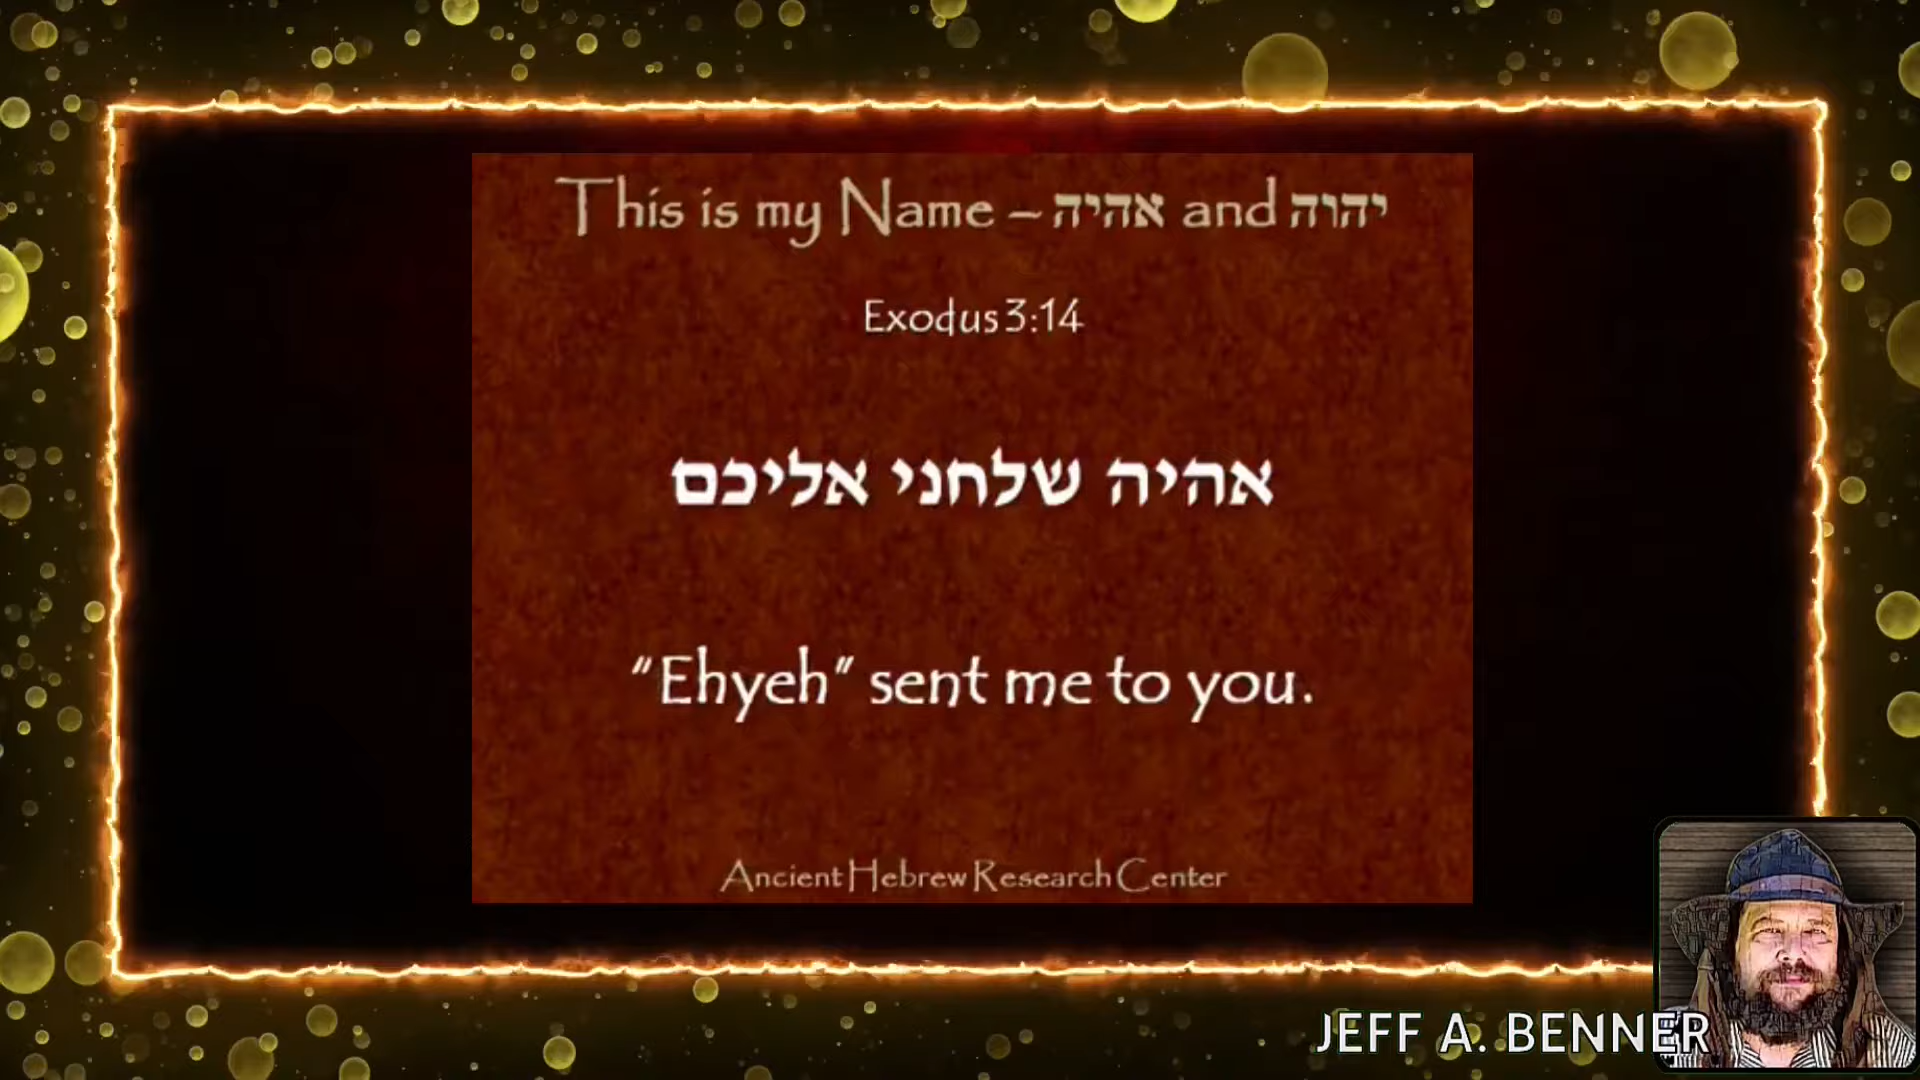 This is my Name – אהיה and יהוה
Exodus 3:14
אהיה שלחני אליכם
"Ehyeh" sent me to you.
Ancient Hebrew Research Center
JEFF A. BENNER